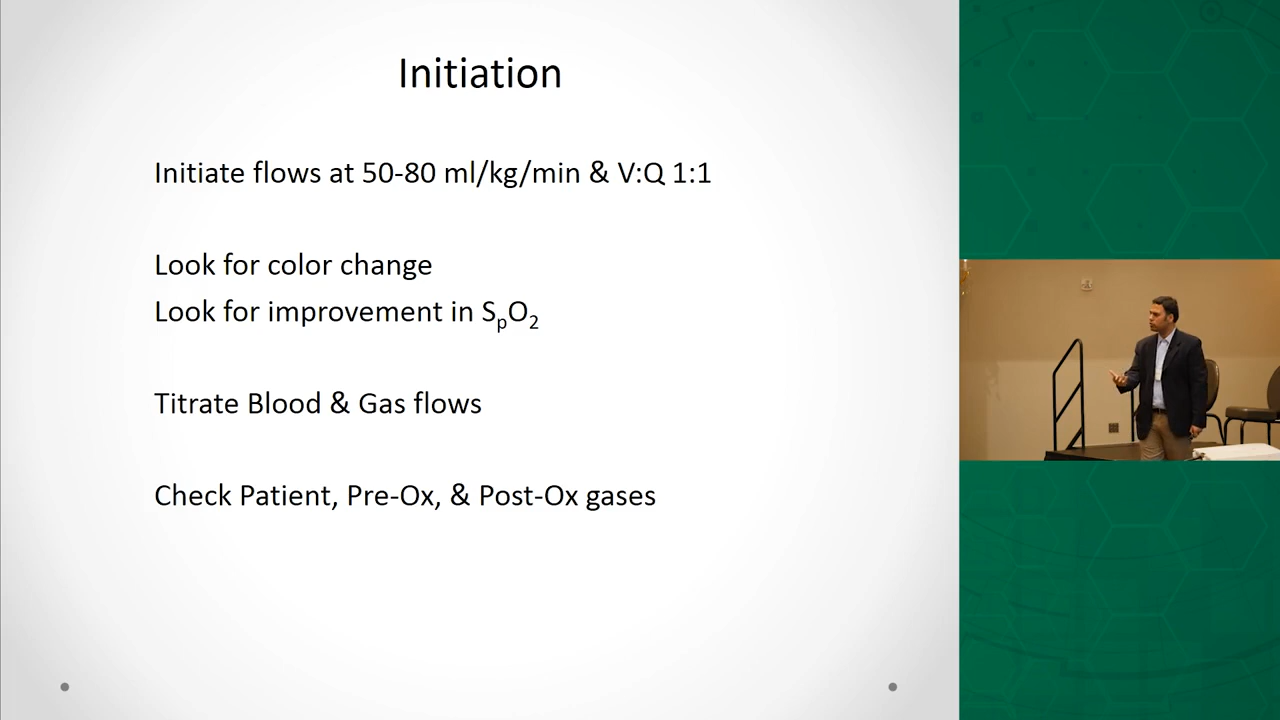 Initiation
Initiate flows at 50-80 ml/kg/min & V:Q 1:1
Look for color change
Look for improvement in SpO2
Titrate Blood & Gas flows
Check Patient, Pre-Ox, & Post-Ox gases